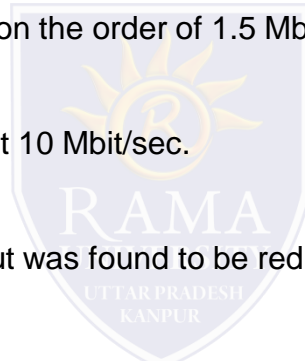 on the order of 1.5 Mb
t 10 Mbit/sec.
RAMA
UNIVERSITY
ut was found to be red
UTTAR PRADESH
KANPUR